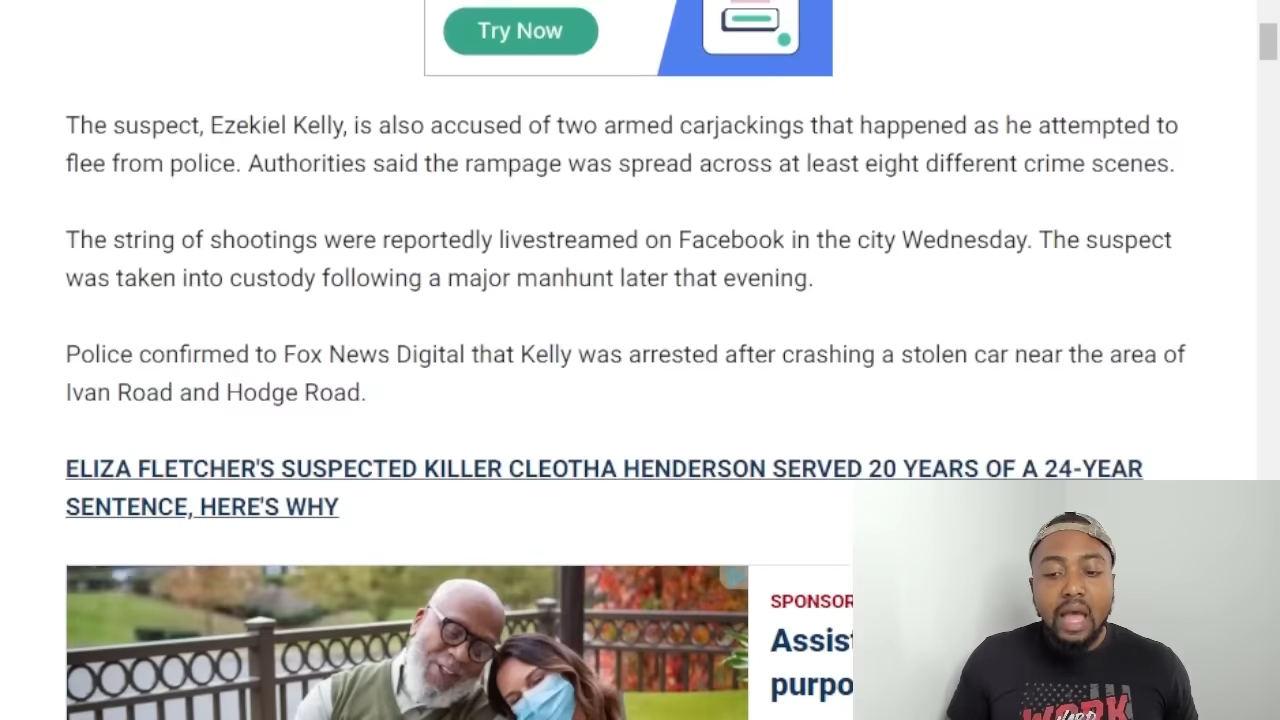 Try Now
The suspect, Ezekiel Kelly, is also accused of two armed carjackings that happened as he attempted to
flee from police. Authorities said the rampage was spread across at least eight different crime scenes.
The string of shootings were reportedly livestreamed on Facebook in the city Wednesday. The suspect
was taken into custody following a major manhunt later that evening.
Police confirmed to Fox News Digital that Kelly was arrested after crashing a stolen car near the area of
Ivan Road and Hodge Road.
ELIZA FLETCHER'S SUSPECTED KILLER CLEOTHA HENDERSON SERVED 20 YEARS OF A 24-YEAR
SENTENCE, HERE'S WHY
SPONSOR
Assist
purpo
WORK
HARD